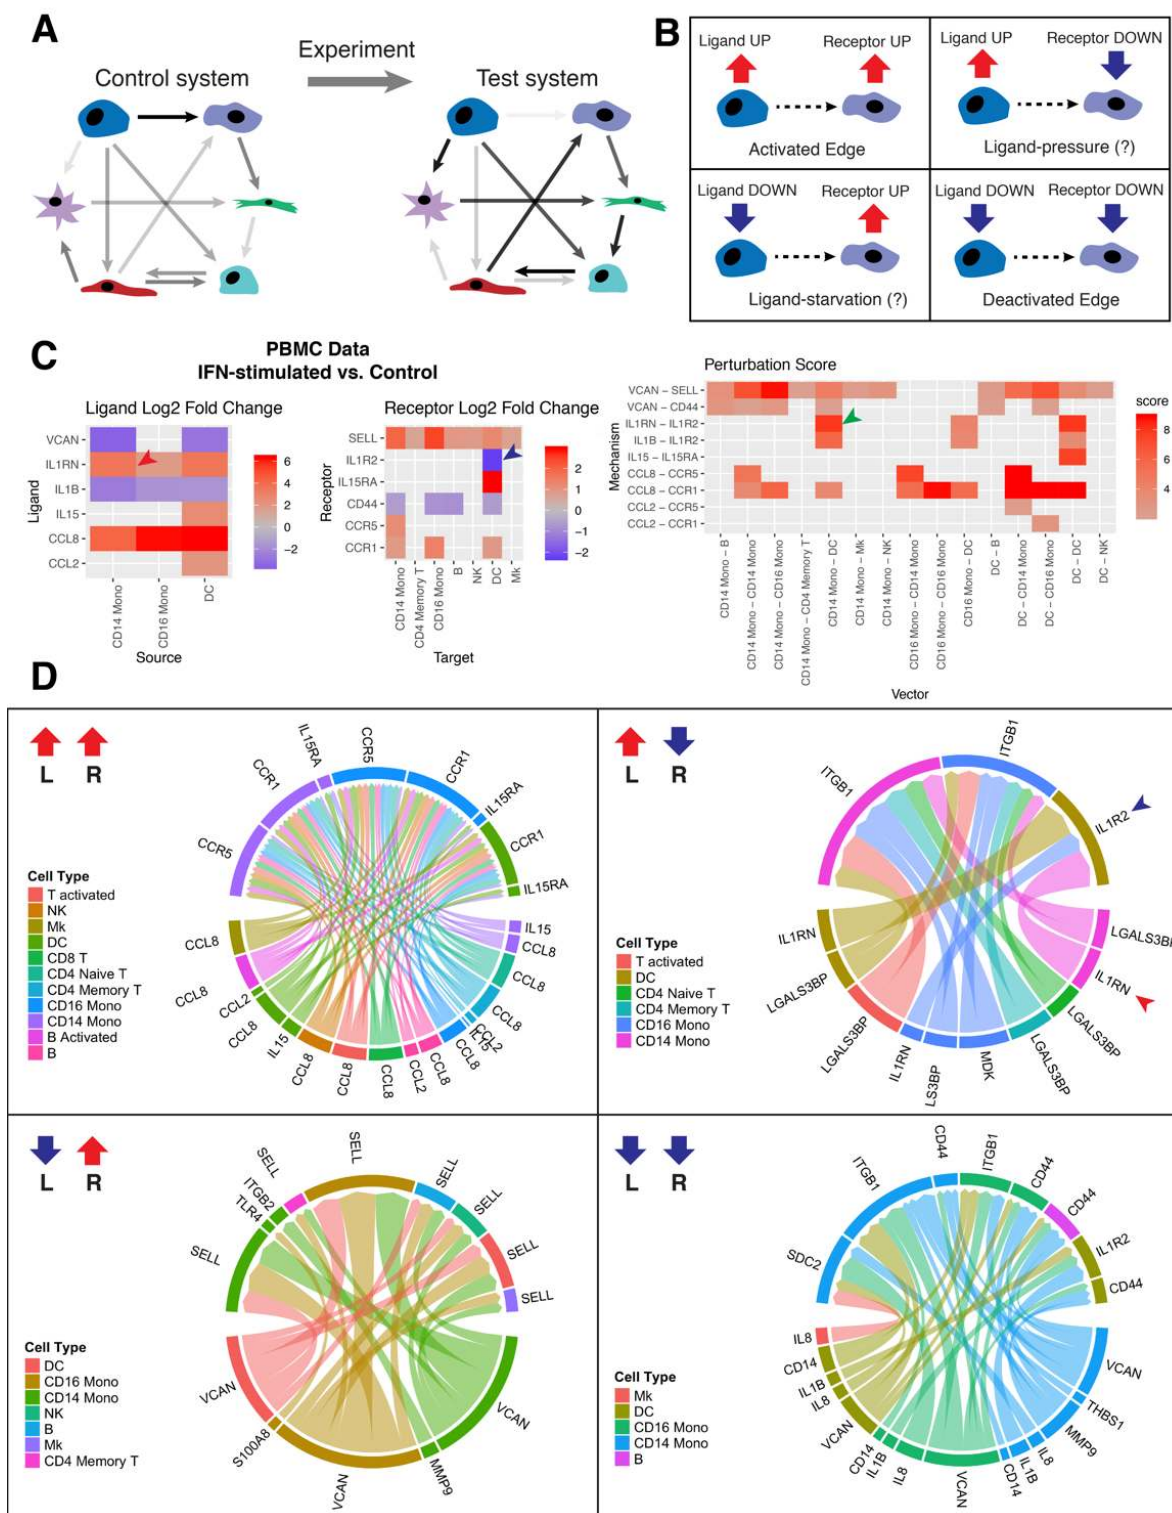 A
Experiment
Control system
Test system
B
Ligand UP
Receptor UP
Activated Edge
Ligand UP
Receptor DOWN
Ligand-pressure (?)
Ligand DOWN
Receptor UP
Ligand-starvation (?)
Ligand DOWN
Receptor DOWN
Deactivated Edge
C
PBMC Data
IFN-stimulated vs. Control
Ligand Log2 Fold Change
Ligand
VCAN
IL1RN
IL1B
IL15
CCL8
CCL2
CD14 Mono
CD16 Mono
DC
Source
6
4
2
0
−2
Receptor Log2 Fold Change
Receptor
SELL
IL1R2
IL15RA
CD44
CCR5
CCR1
CD14 Mono
CD4 Memory T
CD16 Mono
B
NK
DC
Mk
Target
2
1
0
−1
−2
Perturbation Score
Mechanism
VCAN − SELL
VCAN − CD44
IL1RN − IL1R2
IL1B − IL1R2
IL15 − IL15RA
CCL8 − CCR5
CCL8 − CCR1
CCL2 − CCR5
CCL2 − CCR1
CD14 Mono − B
CD14 Mono − CD14 Mono
CD14 Mono − CD16 Mono
CD14 Mono − CD4 Memory T
CD14 Mono − DC
CD14 Mono − Mk
CD14 Mono − NK
CD16 Mono − CD14 Mono
CD16 Mono − CD16 Mono
CD16 Mono − DC
DC − B
DC − CD14 Mono
DC − CD16 Mono
DC − DC
DC − NK
Vector
score
8
6
4
D
L R
CCR5
CCR1
IL15RA
CCR5
CCR1
IL15RA
CCR1
IL15RA
IL15
CCL8
CCL8
CCL8
CCL2
IL15
CCL8
CCL8
CCL2
CCL8
CCL8
CCL8
IL15
CCL8
CCL2
CCL8
CCL8
Cell Type
T activated
NK
Mk
DC
CD8 T
CD4 Naive T
CD4 Memory T
CD16 Mono
CD14 Mono
B Activated
B
L R
ITGB1
ITGB1
IL1R2
LGALS3BP
IL1RN
LGALS3BP
LGALS3BP
MDK
LS3BP
IL1RN
LGALS3BP
LGALS3BP
IL1RN
Cell Type
T activated
DC
CD4 Naive T
CD4 Memory T
CD16 Mono
CD14 Mono
L R
SELL
TLR4
ITGB2
SELL
SELL
SELL
SELL
SELL
SELL
VCAN
MMP9
VCAN
S100A8
VCAN
Cell Type
DC
CD16 Mono
CD14 Mono
NK
B
Mk
CD4 Memory T
L R
SDC2
ITGB1
CD44
ITGB1
CD44
CD44
IL1R2
CD44
VCAN
THBS1
MMP9
IL8
IL1B
CD14
VCAN
IL8
IL1B
CD14
VCAN
IL8
IL1B
CD14
IL8
Cell Type
Mk
DC
CD16 Mono
CD14 Mono
B